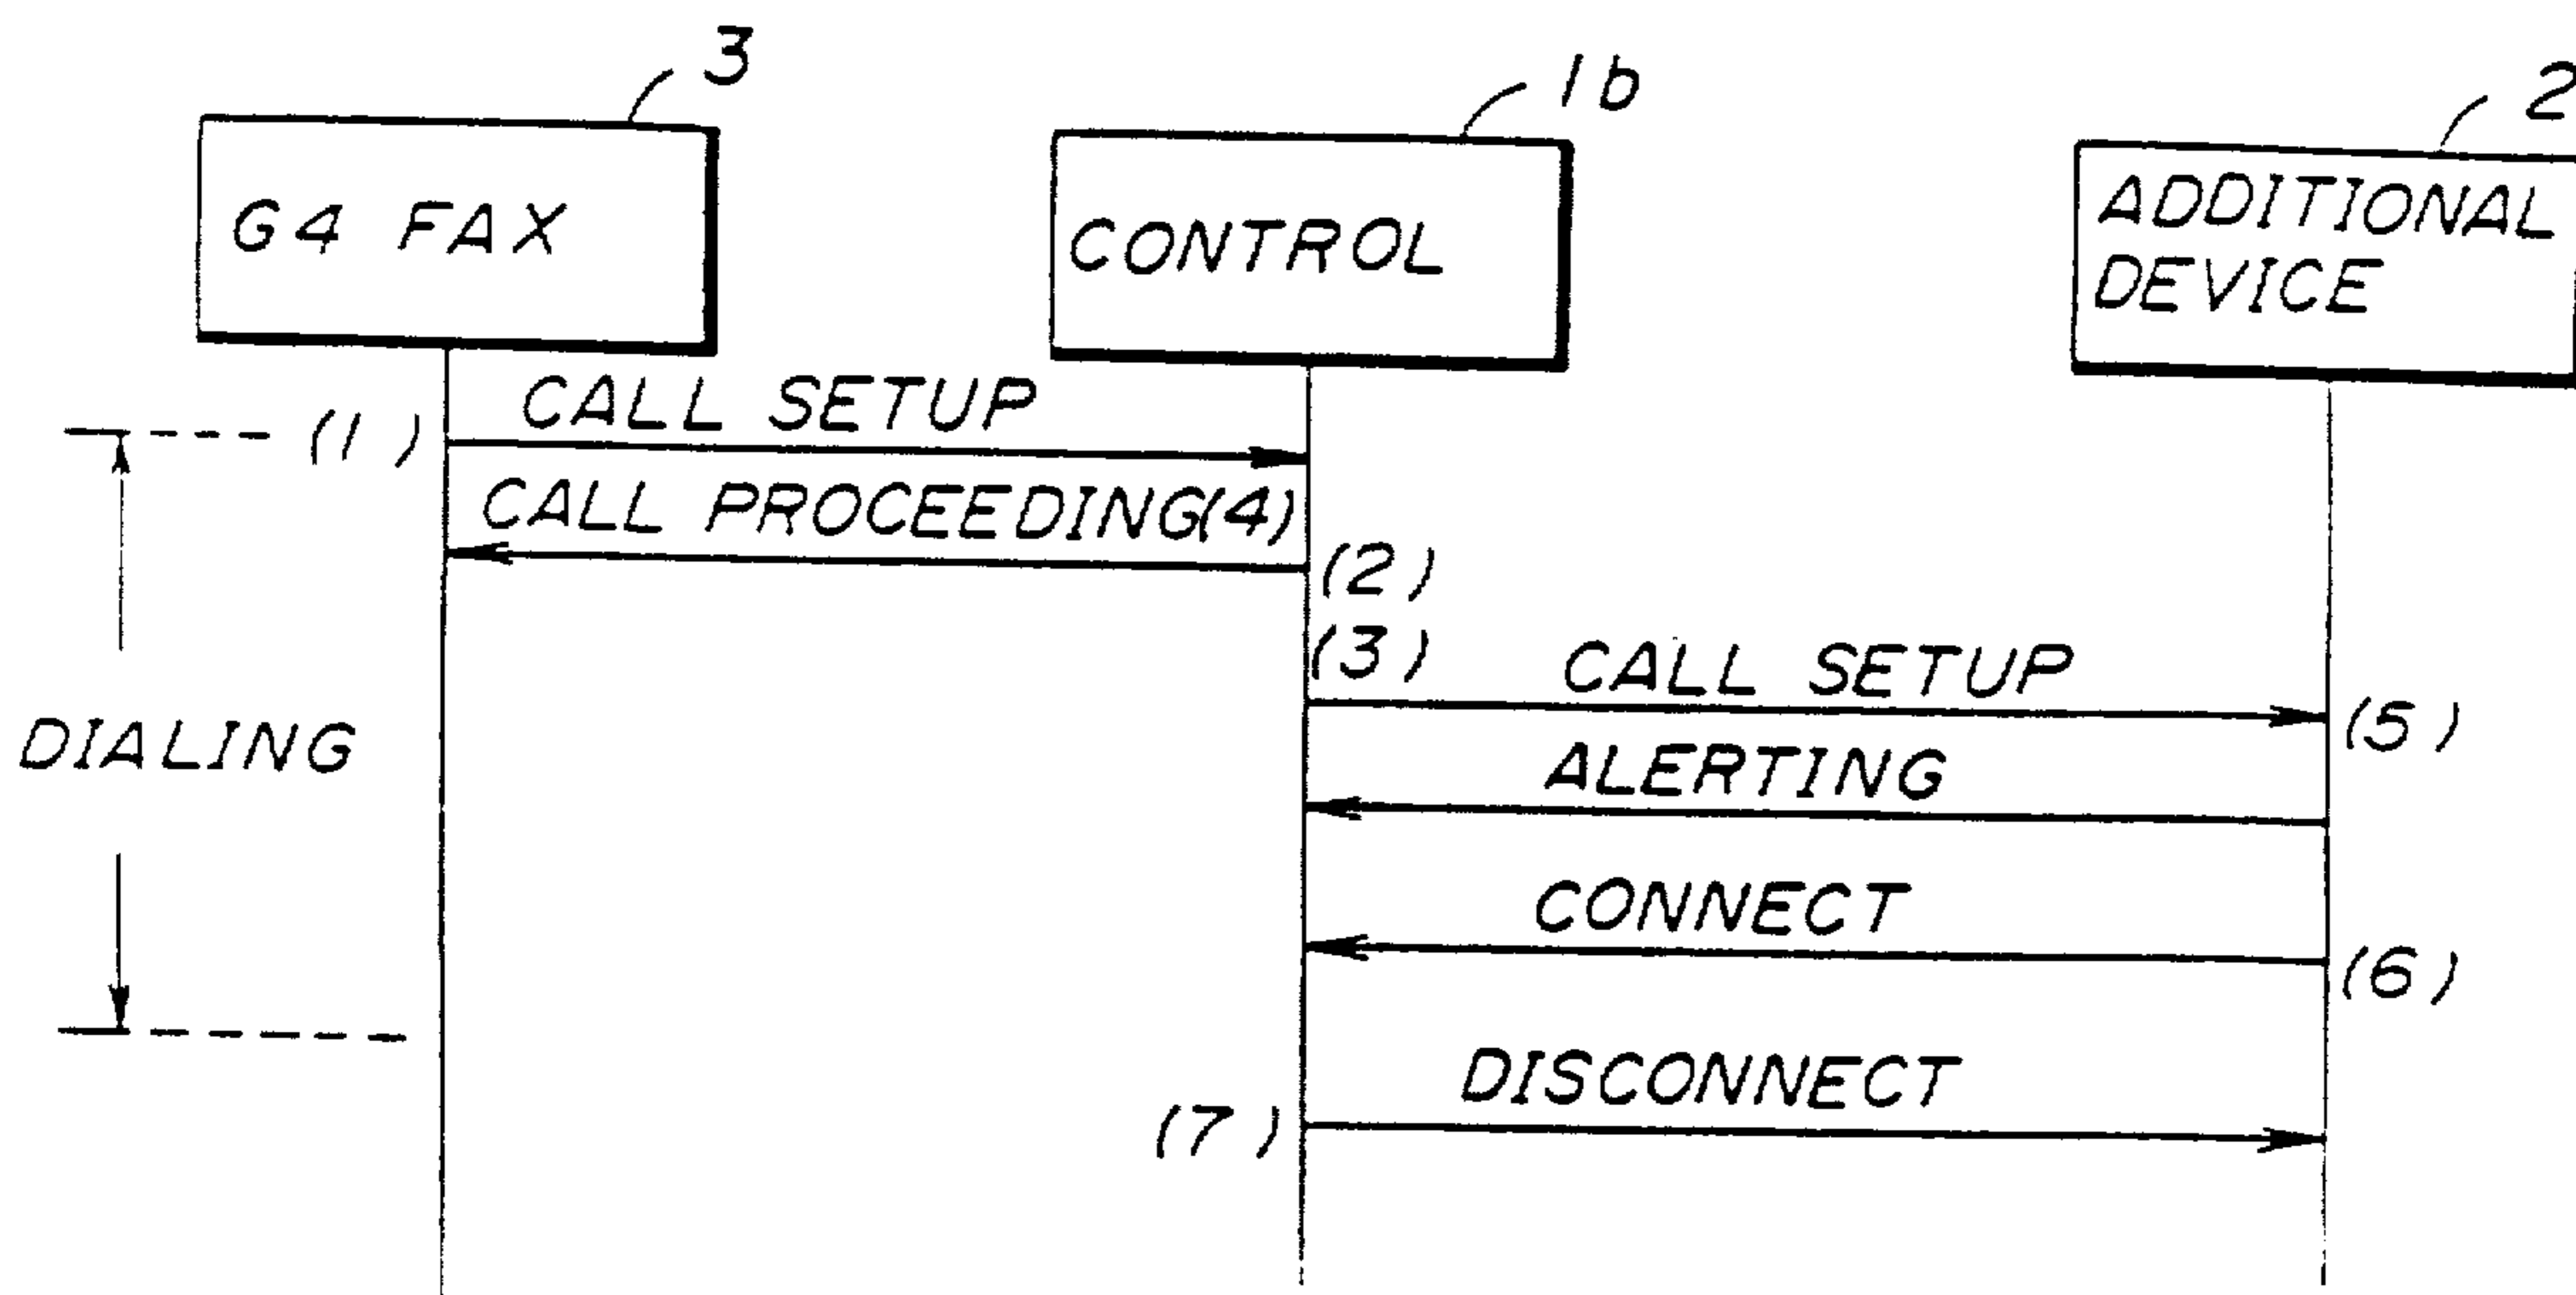 3
1b
2
G4 FAX
CONTROL
ADDITIONAL
DEVICE
(1)
CALL SETUP
CALL PROCEEDING(4)
(2)
(3)
CALL SETUP
(5)
DIALING
ALERTING
CONNECT
(6)
DISCONNECT
(7)